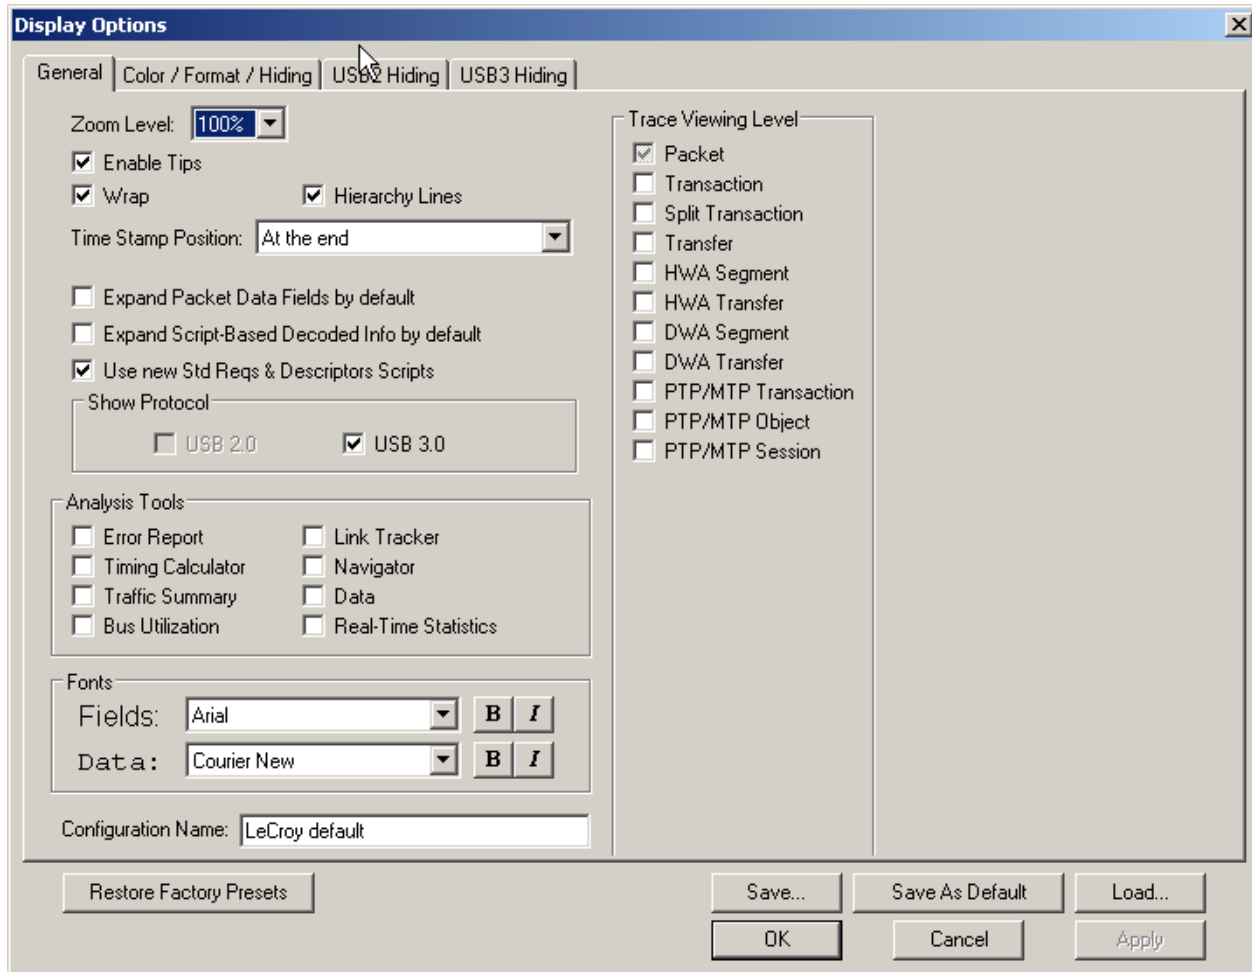 Display Options
General
Color / Format / Hiding
USB2 Hiding
USB3 Hiding
Zoom Level: 100%
Enable Tips
Wrap
Hierarchy Lines
Time Stamp Position: At the end
Expand Packet Data Fields by default
Expand Script-Based Decoded Info by default
Use new Std Reqs & Descriptors Scripts
Show Protocol
USB 2.0
USB 3.0
Analysis Tools
Error Report
Link Tracker
Timing Calculator
Navigator
Traffic Summary
Data
Bus Utilization
Real-Time Statistics
Fonts
Fields: Arial B I
Data: Courier New B I
Configuration Name: LeCroy default
Trace Viewing Level
Packet
Transaction
Split Transaction
Transfer
HWA Segment
HWA Transfer
DWA Segment
DWA Transfer
PTP/MTP Transaction
PTP/MTP Object
PTP/MTP Session
Restore Factory Presets
Save...
Save As Default
Load...
OK
Cancel
Apply